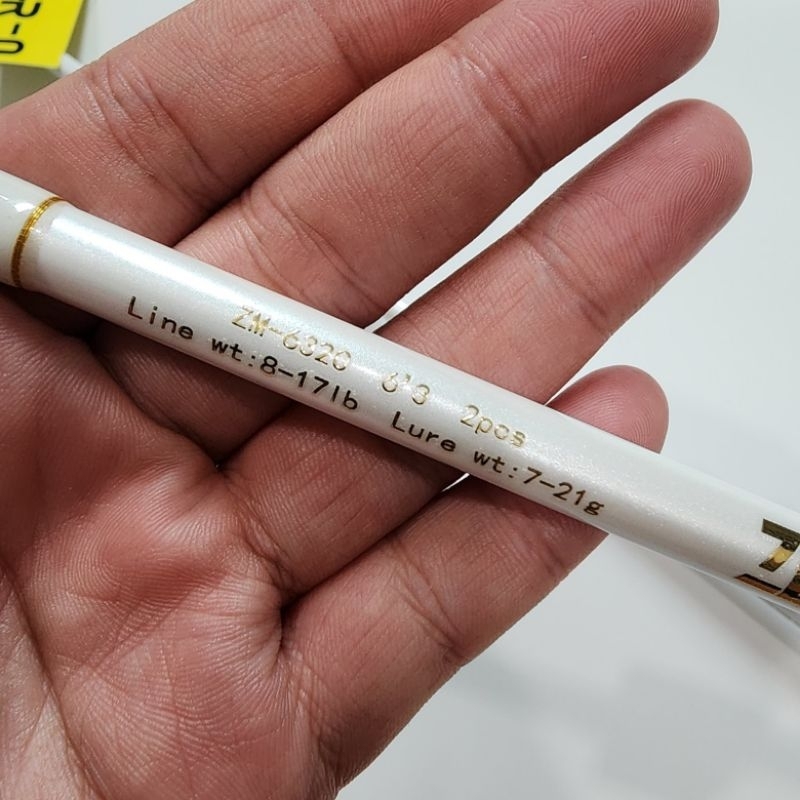 ZM-6320 6'3 2pcs
Line wt:8-17lb Lure wt:7-21g